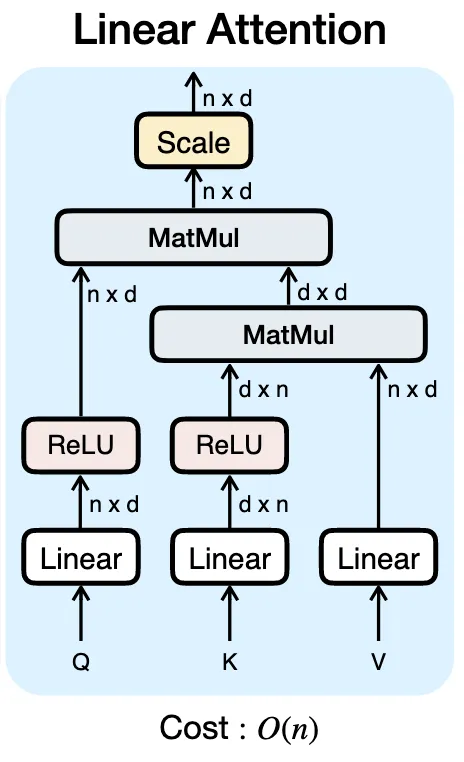 Linear Attention
n x d
Scale
n x d
MatMul
n x d
d x d
MatMul
d x n
n x d
ReLU
ReLU
n x d
d x n
Linear
Linear
Linear
Q
K
V
Cost : O(n)